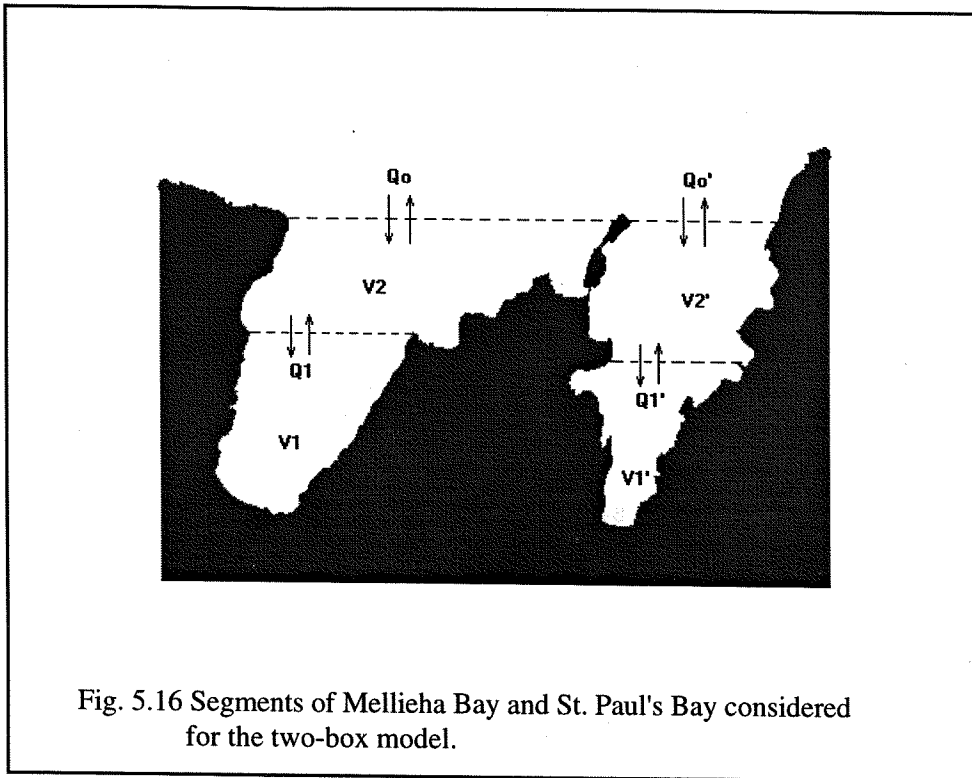 Qo
Qo'
V2
V2'
Q1
Q1'
V1
V1'
Fig. 5.16 Segments of Mellieha Bay and St. Paul's Bay considered
for the two-box model.